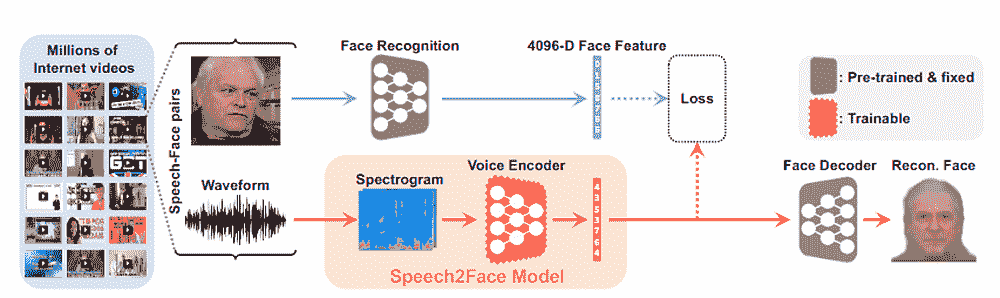 Millions of
Internet videos
Speech-Face pairs
Face Recognition
4096-D Face Feature
Loss
: Pre-trained & fixed
: Trainable
Waveform
Spectrogram
Voice Encoder
Face Decoder
Recon. Face
Speech2Face Model